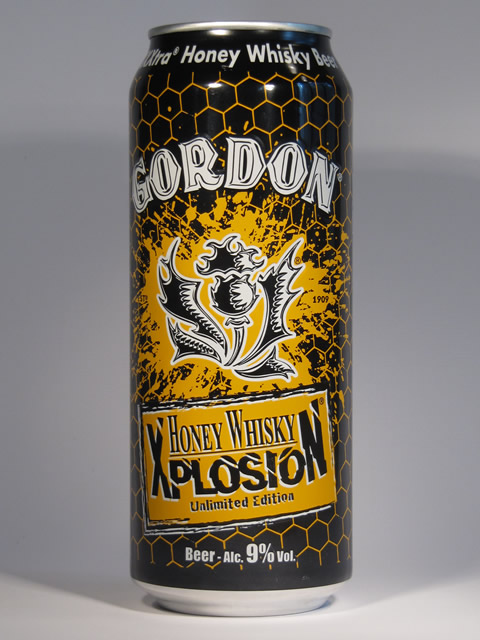 Xtra® Honey Whisky Beer
GORDON®
1909
HONEY WHISKY
XPLOSION
Unlimited Edition
Beer - Alc. 9% Vol.